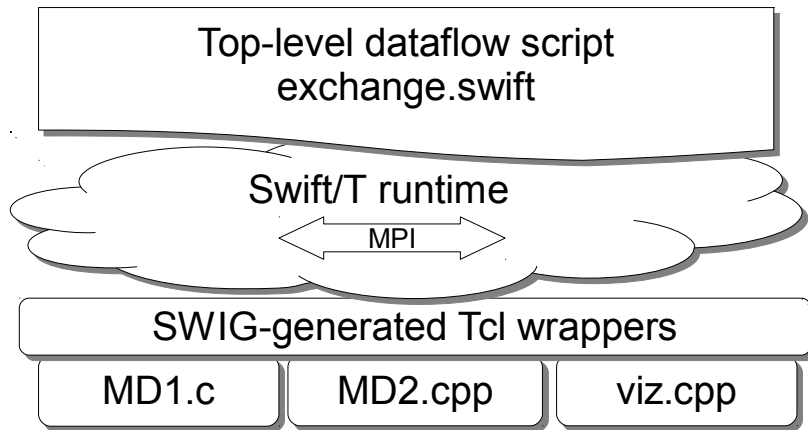 Top-level dataflow script
exchange.swift
Swift/T runtime
MPI
SWIG-generated Tcl wrappers
MD1.c
MD2.cpp
viz.cpp